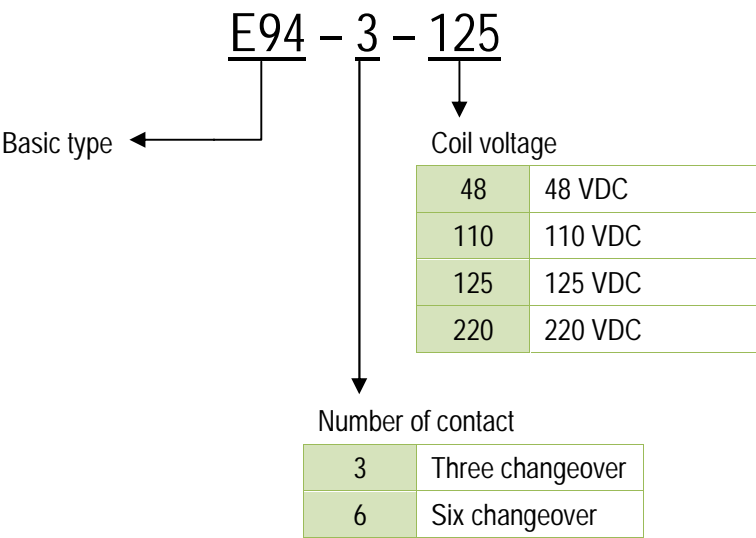 E94 – 3 – 125
Basic type
Coil voltage
48 48 VDC
110 110 VDC
125 125 VDC
220 220 VDC
Number of contact
3 Three changeover
6 Six changeover